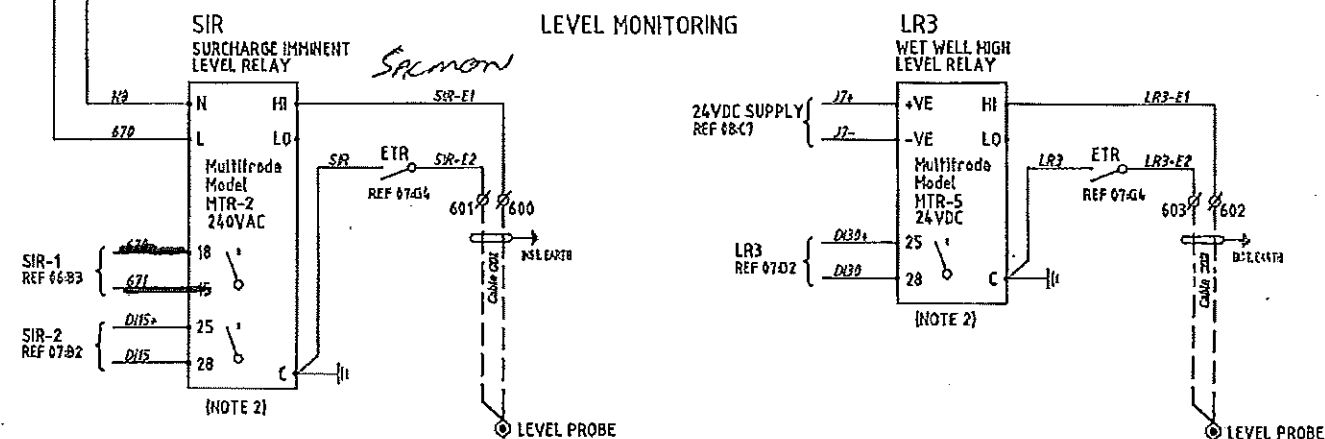 LEVEL MONITORING
SIR
SURCHARGE IMMINENT
LEVEL RELAY
N
HI
SIR-E1
670
L
LO
SIR
ETR
SIR-E2
REF 07:G4
Multitrode
Model
MTR-2
240VAC
601
600
INS.EARTH
SIR-1
REF 06:B3
18
671
15
SIR-2
REF 07:D2
DI15+
25
DI15
28
C
(NOTE 2)
LEVEL PROBE
LR3
WET WELL HIGH
LEVEL RELAY
24VDC SUPPLY
REF 08:C7
J7+
+VE
HI
LR3-E1
J7-
-VE
LO
LR3
ETR
LR3-E2
REF 07:G4
Multitrode
Model
MTR-5
24VDC
603
602
INS.EARTH
LR3
REF 07:D2
DI30+
25
DI30
28
C
(NOTE 2)
LEVEL PROBE